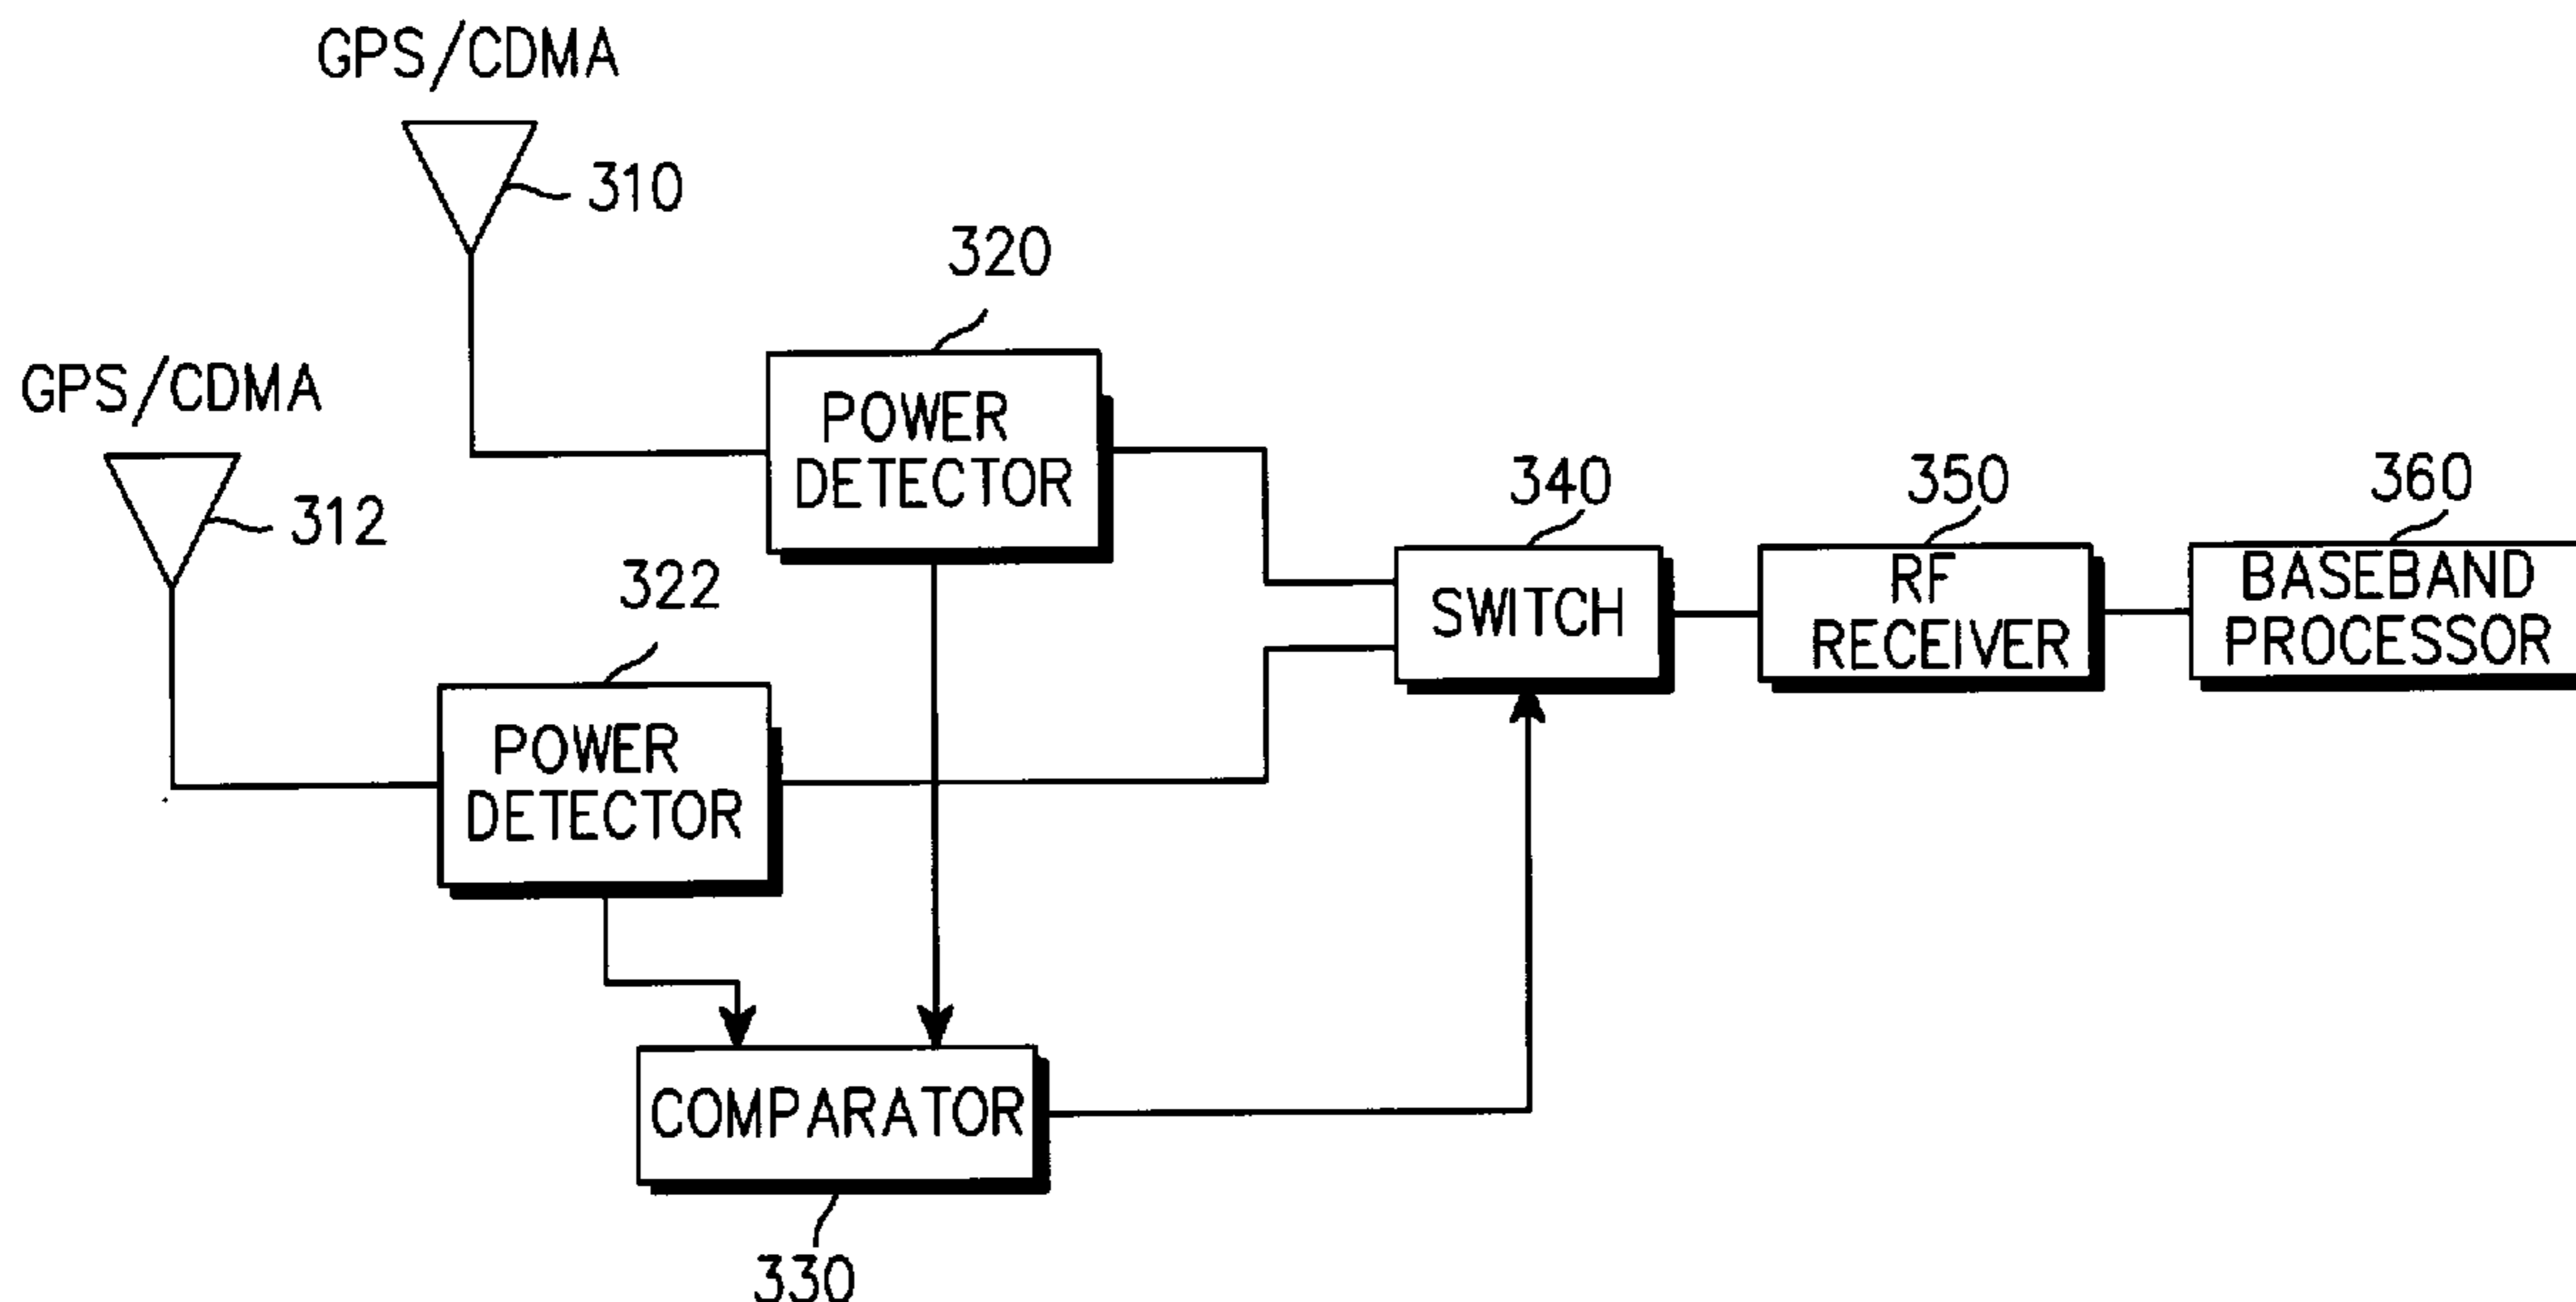 GPS/CDMA
310
320
GPS/CDMA
POWER
DETECTOR
312
340
350
360
322
SWITCH
RF
RECEIVER
BASEBAND
PROCESSOR
POWER
DETECTOR
COMPARATOR
330